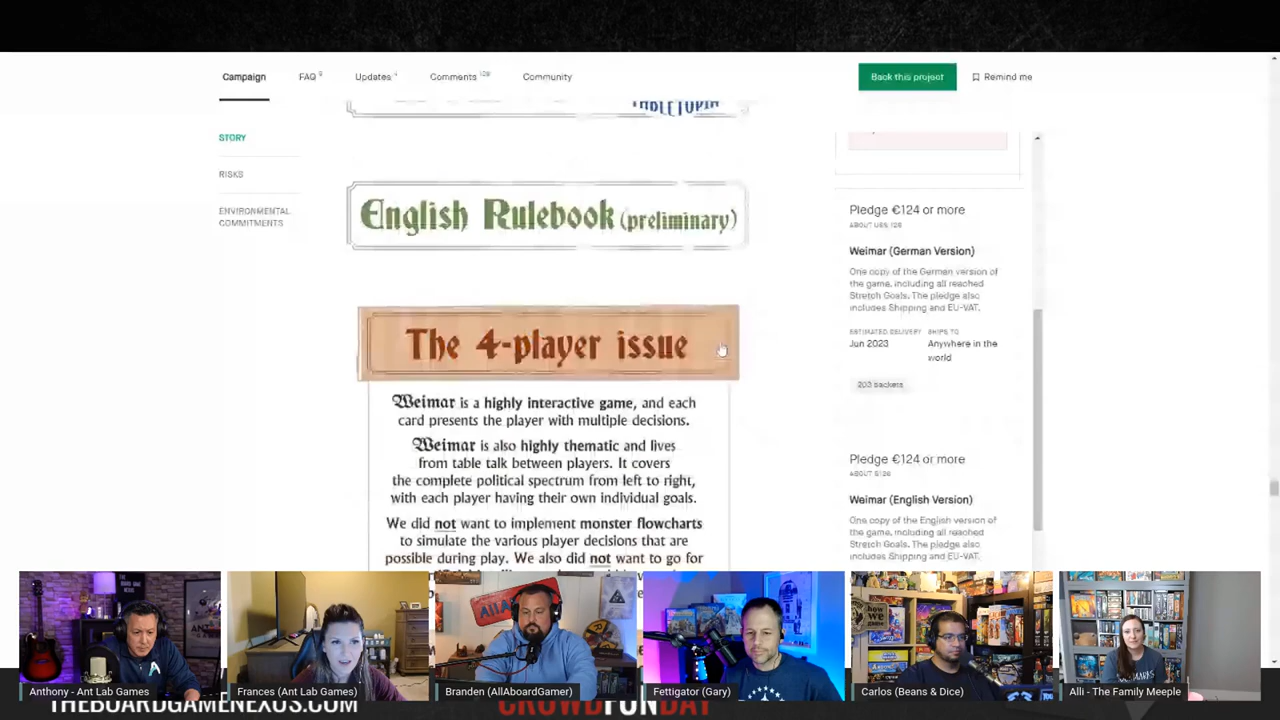 Campaign FAQ Updates 4 Comments Community Back this project Remind me
TABLETOPIA
STORY
RISKS
ENVIRONMENTAL
COMMITMENTS
English Rulebook (preliminary)
The 4-player issue
Weimar is a highly interactive game, and each
card presents the player with multiple decisions.
Weimar is also highly thematic and lives
from table talk between players. It covers
the complete political spectrum from left to right,
with each player having their own individual goals.
We did not want to implement monster flowcharts
to simulate the various player decisions that are
possible during play. We also did not want to go for
Pledge €124 or more
Weimar (German Version)
One copy of the German version of
the game, including all reached
Stretch Goals. The pledge also
includes Shipping and EU-VAT.
ESTIMATED DELIVERY SHIPS TO
Jun 2023 Anywhere in the
world
203 backers
Pledge €124 or more
Weimar (English Version)
One copy of the English version of
the game, including all reached
Stretch Goals. The pledge also
includes Shipping and EU-VAT.
Anthony - Ant Lab Games
Frances (Ant Lab Games)
Branden (AllAboardGamer)
Fettigator (Gary)
Carlos (Beans & Dice)
Alli - The Family Meeple
THEBOARDGAMENEXUS.COM
CROWDFUNDAY